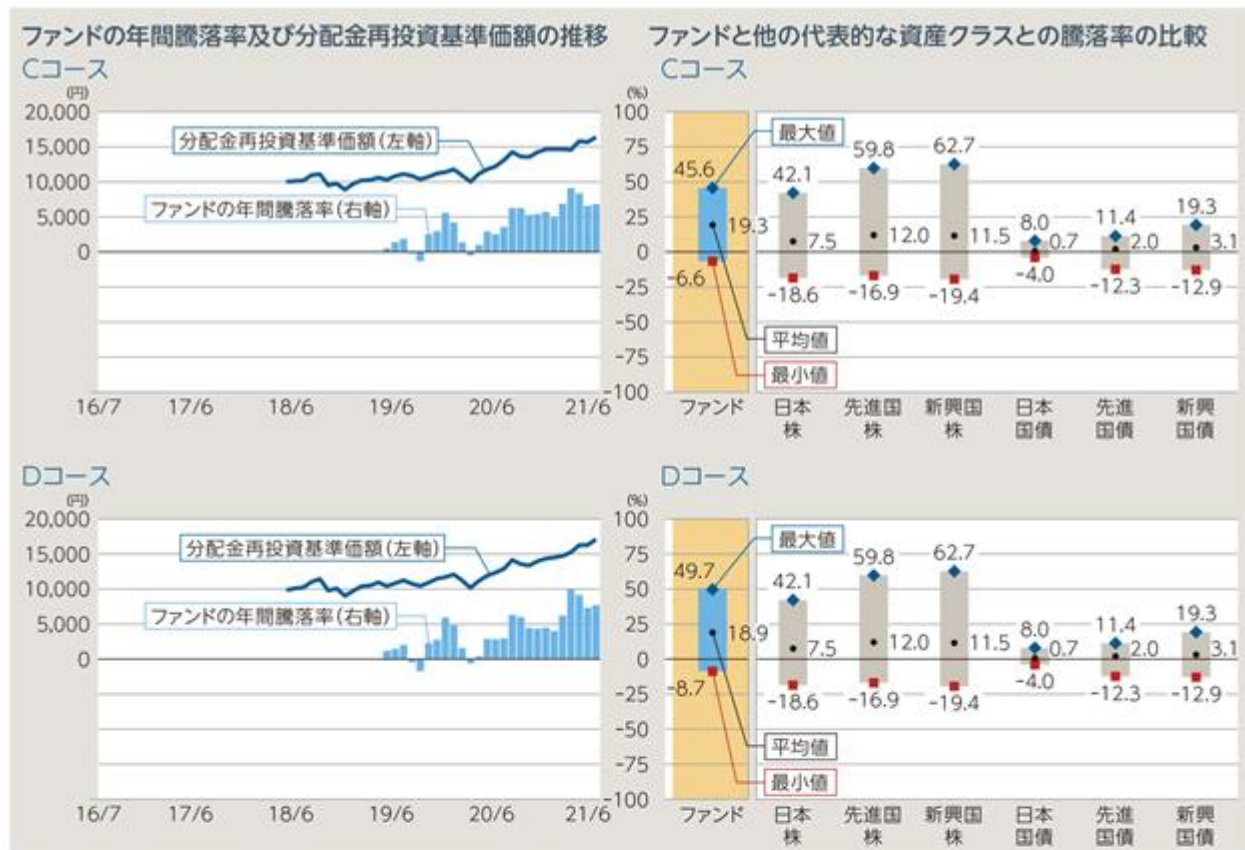 ファンドの年間騰落率及び分配金再投資基準価額の推移
Cコース
(円)
20,000
15,000
10,000
5,000
0
分配金再投資基準価額(左軸)
ファンドの年間騰落率(右軸)
16/7 17/6 18/6 19/6 20/6 21/6
ファンドと他の代表的な資産クラスとの騰落率の比較
Cコース
(%)
100
75
50
25
0
-25
-50
-75
-100
最大値
平均値
最小値
45.6 42.1 59.8 62.7 8.0 11.4 19.3
19.3 7.5 12.0 11.5 0.7 2.0 3.1
-6.6 -18.6 -16.9 -19.4 -4.0 -12.3 -12.9
ファンド 日本株 先進国株 新興国株 日本国債 先進国債 新興国債
Dコース
(円)
20,000
15,000
10,000
5,000
0
分配金再投資基準価額(左軸)
ファンドの年間騰落率(右軸)
16/7 17/6 18/6 19/6 20/6 21/6
Dコース
(%)
100
75
50
25
0
-25
-50
-75
-100
最大値
平均値
最小値
49.7 42.1 59.8 62.7 8.0 11.4 19.3
18.9 7.5 12.0 11.5 0.7 2.0 3.1
-8.7 -18.6 -16.9 -19.4 -4.0 -12.3 -12.9
ファンド 日本株 先進国株 新興国株 日本国債 先進国債 新興国債